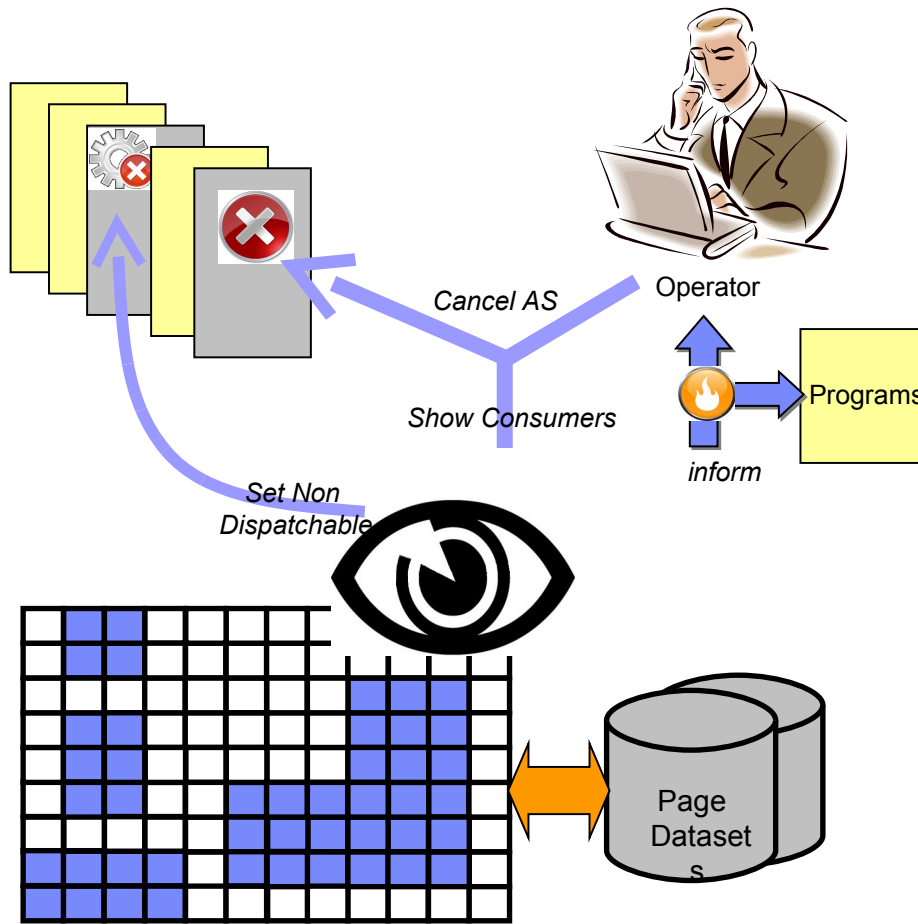 Operator
Cancel AS
Programs
Show Consumers
inform
Set Non
Dispatchable
Page
Dataset
s